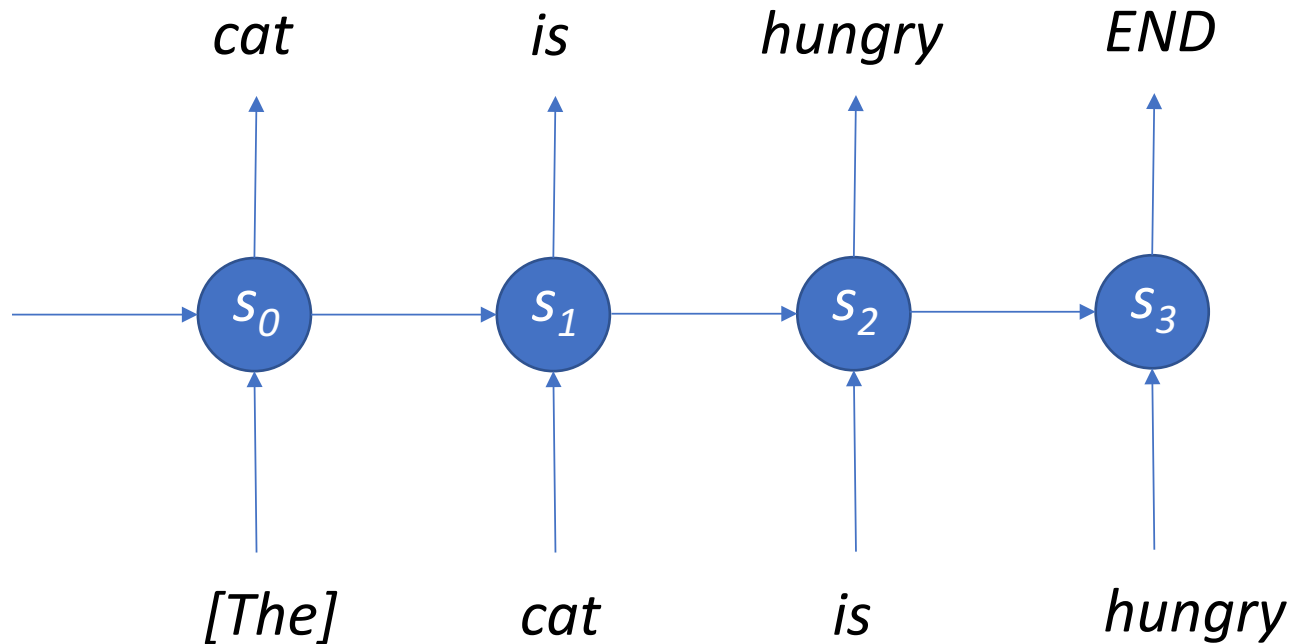 cat is hungry END
s0 s1 s2 s3
[The] cat is hungry